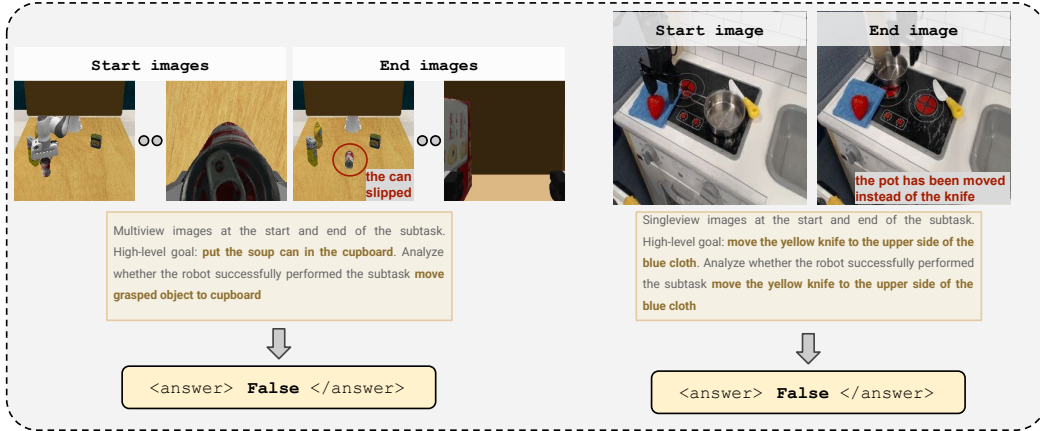 Start images
End images
the can
slipped
Multiview images at the start and end of the subtask.
High-level goal: put the soup can in the cupboard. Analyze
whether the robot successfully performed the subtask move
grasped object to cupboard
<answer> False </answer>
Start image
End image
the pot has been moved
instead of the knife
Singleview images at the start and end of the subtask.
High-level goal: move the yellow knife to the upper side of the
blue cloth. Analyze whether the robot successfully performed
the subtask move the yellow knife to the upper side of the
blue cloth
<answer> False </answer>